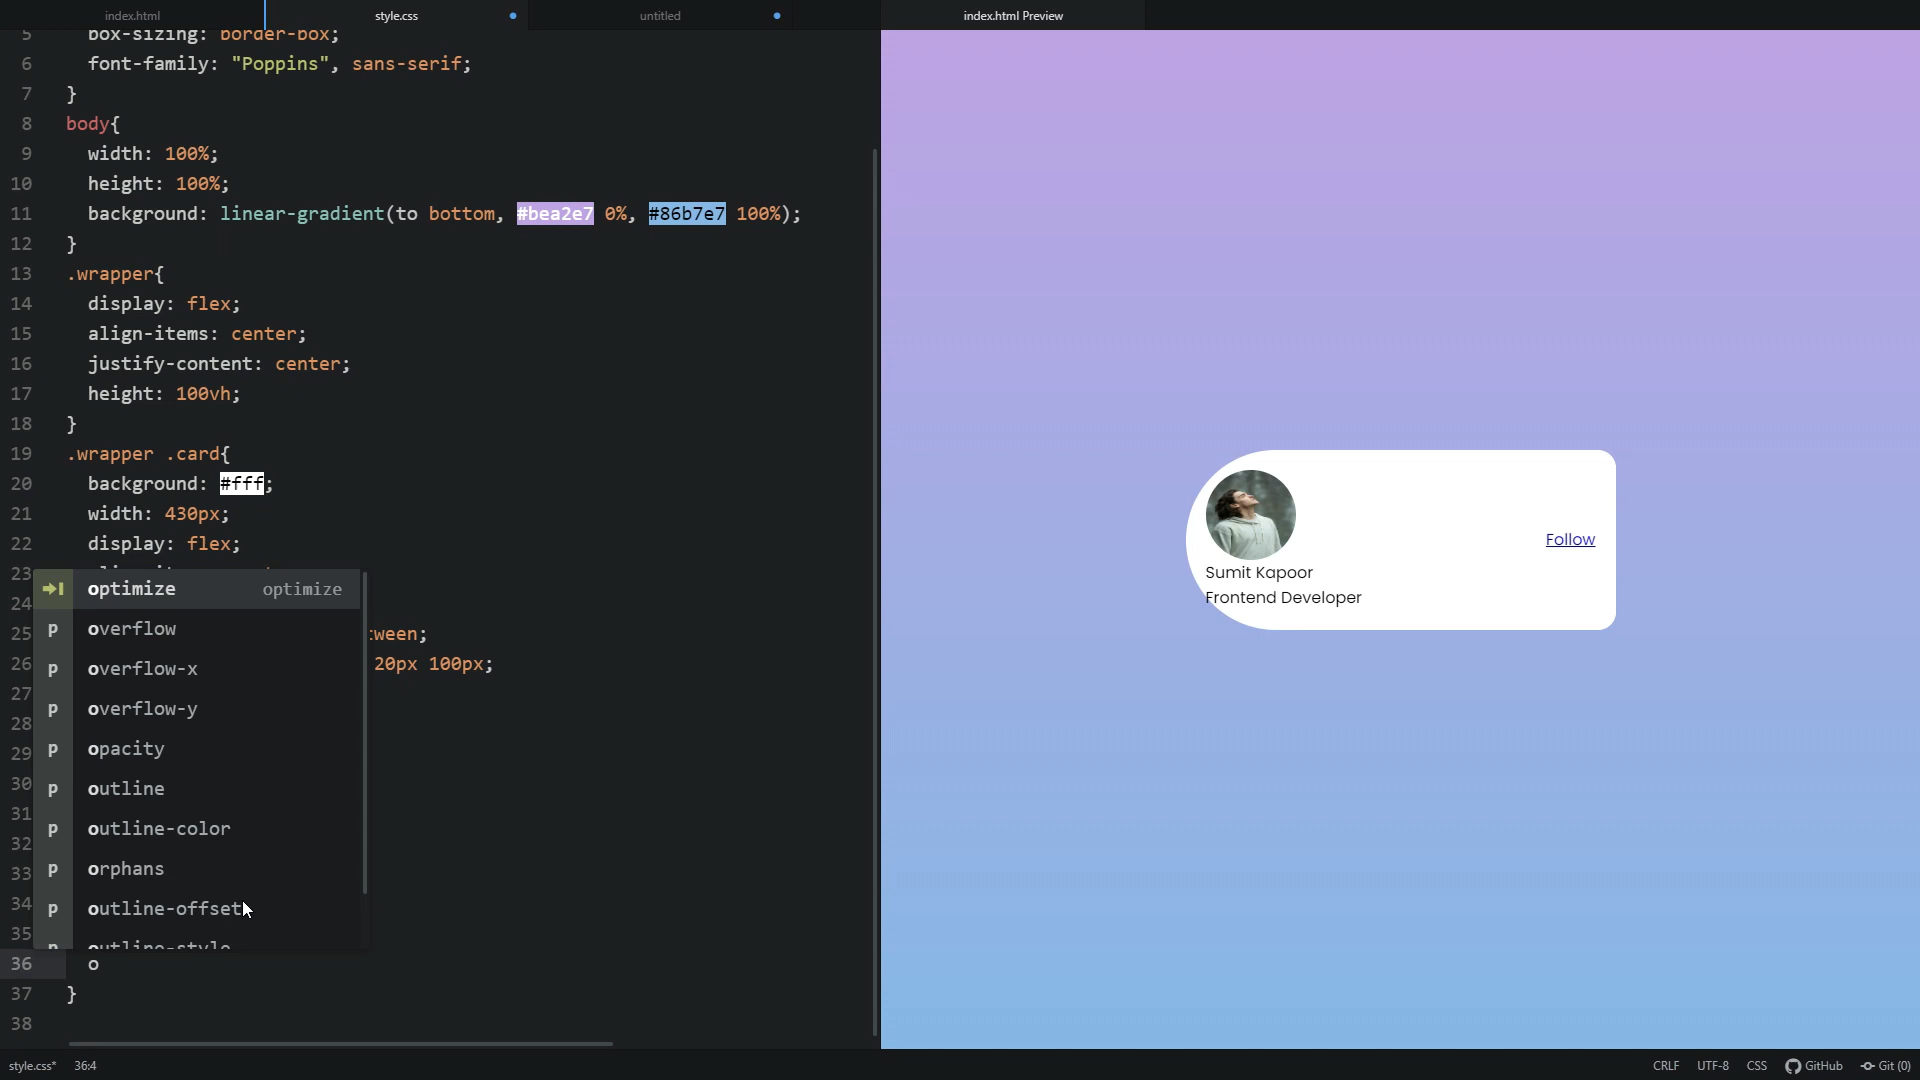 index.html
style.css
untitled
index.html Preview
5 box-sizing: border-box;
6 font-family: "Poppins", sans-serif;
7 }
8 body{
9 width: 100%;
10 height: 100%;
11 background: linear-gradient(to bottom, #bea2e7 0%, #86b7e7 100%);
12 }
13 .wrapper{
14 display: flex;
15 align-items: center;
16 justify-content: center;
17 height: 100vh;
18 }
19 .wrapper .card{
20 background: #fff;
21 width: 430px;
22 display: flex;
23
optimize optimize
24
p overflow
25 tween;
p overflow-x
26 20px 100px;
27
p overflow-y
28
p opacity
29
30
p outline
31
p outline-color
32
33
p orphans
34
p outline-offset
35
p outline-style
36 o
37 }
38
Follow
Sumit Kapoor
Frontend Developer
style.css* 36:4
CRLF UTF-8 CSS GitHub Git (0)